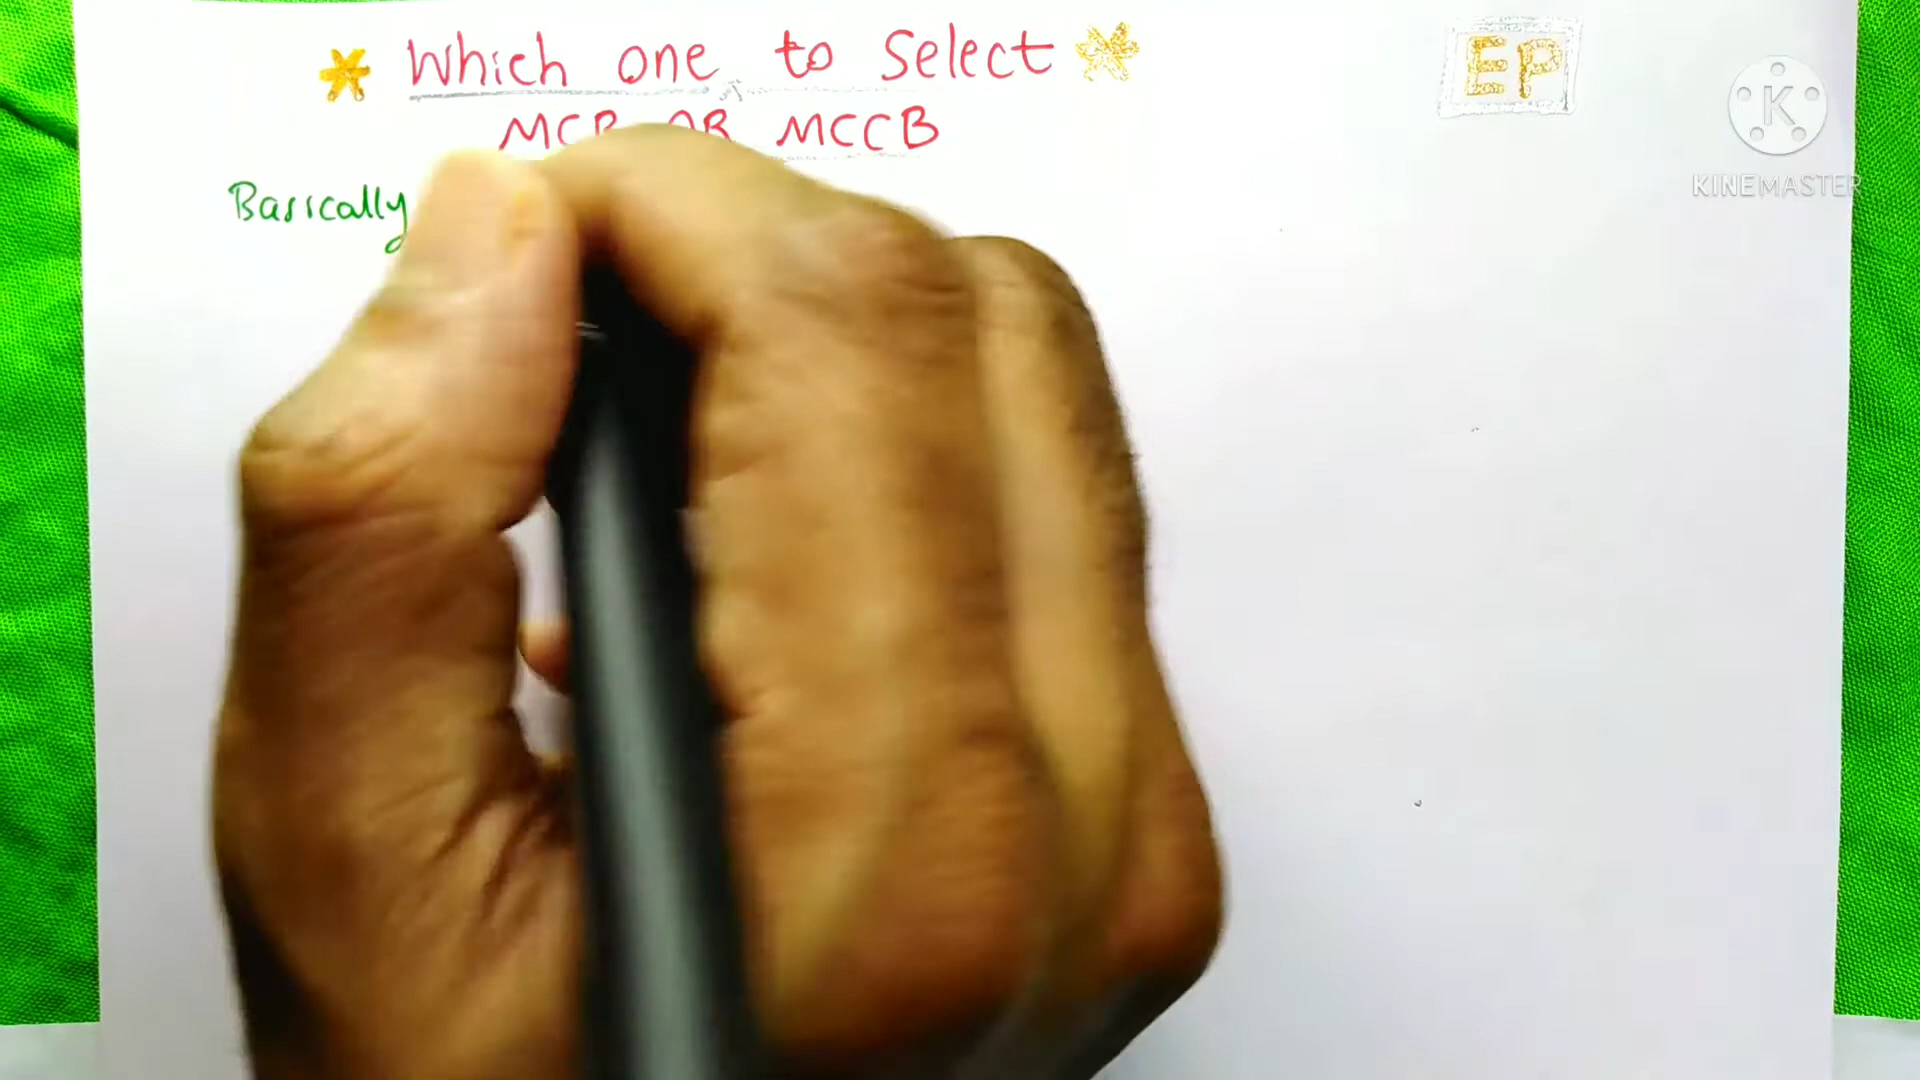 Which one to Select
MCB OR MCCB
EP
K
KINEMASTER
Basically